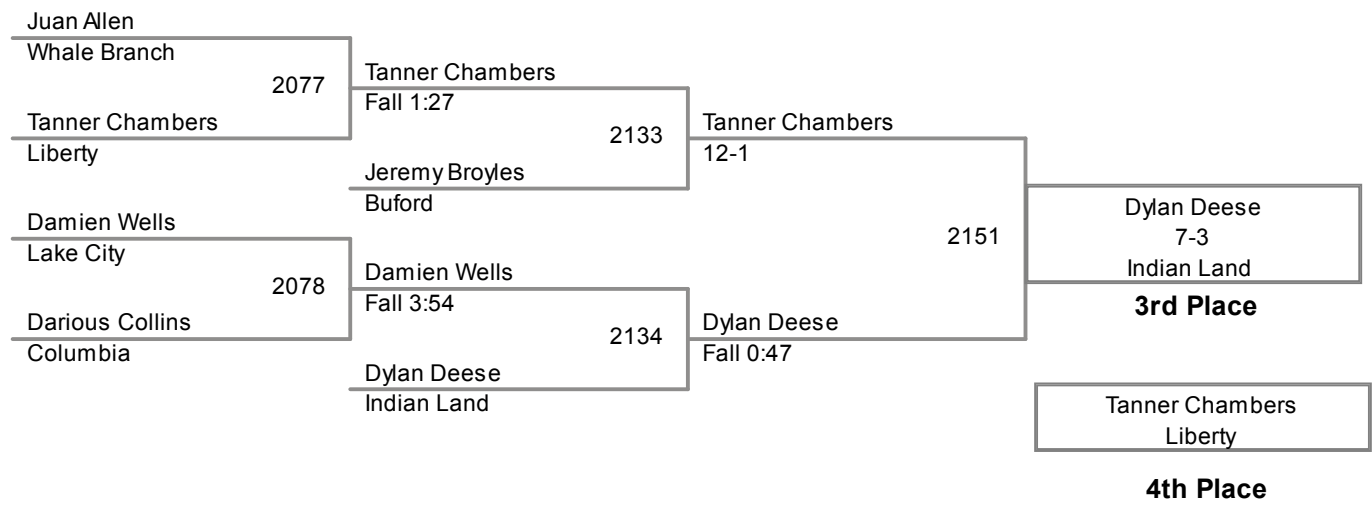 Juan Allen
Whale Branch
2077
Tanner Chambers
Liberty
Damien Wells
Lake City
2078
Darious Collins
Columbia
Tanner Chambers
Fall 1:27
2133
Jeremy Broyles
Buford
Damien Wells
Fall 3:54
2134
Dylan Deese
Indian Land
Tanner Chambers
12-1
2151
Dylan Deese
Fall 0:47
Dylan Deese
7-3
Indian Land
3rd Place
Tanner Chambers
Liberty
4th Place